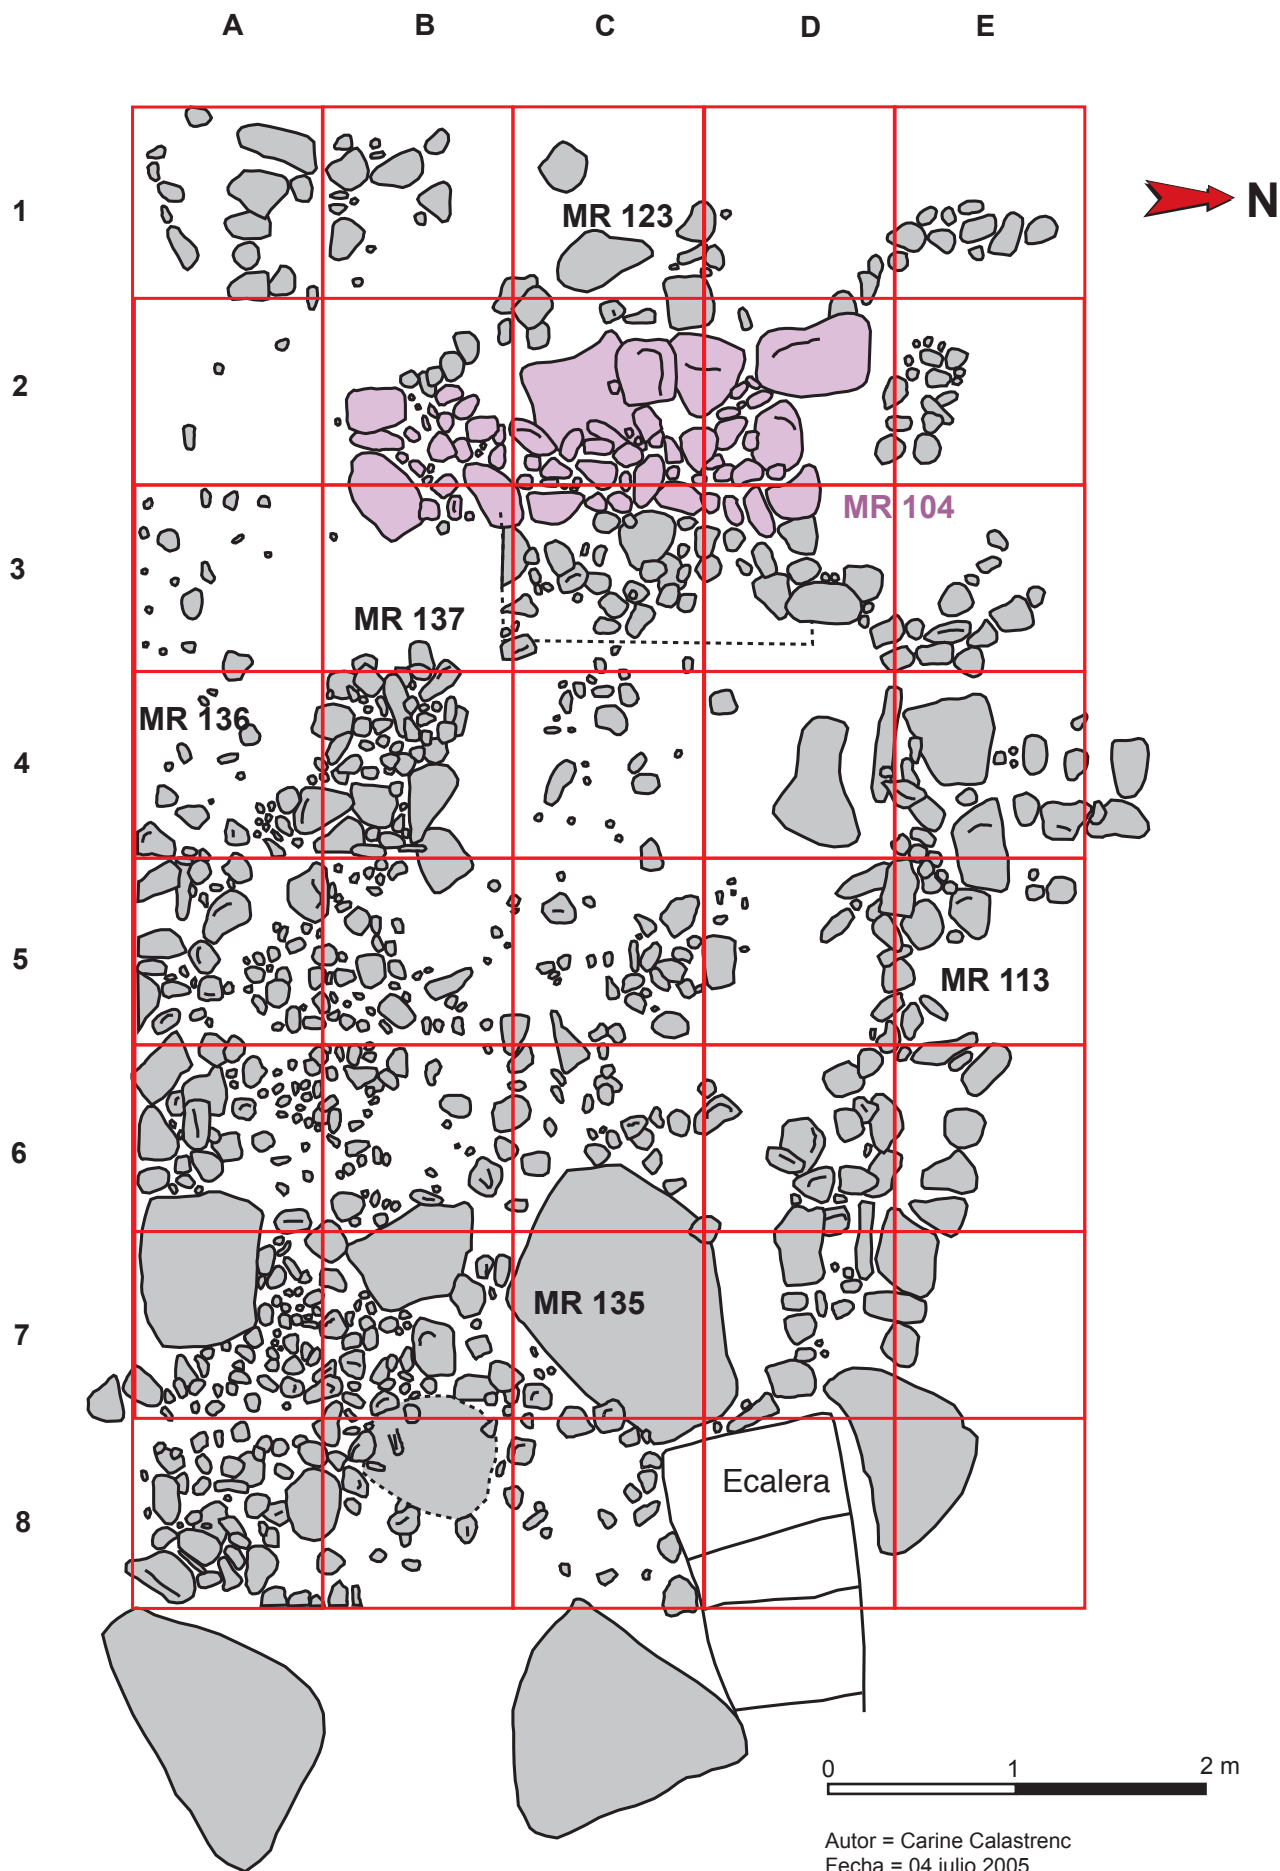 A B C D E
1
MR 123
N
2
MR 104
3
MR 137
MR 136
4
5
MR 113
6
MR 135
7
Ecalera
8
0 1 2 m
Autor = Carine Calastrenc
Fecha = 04 julio 2005